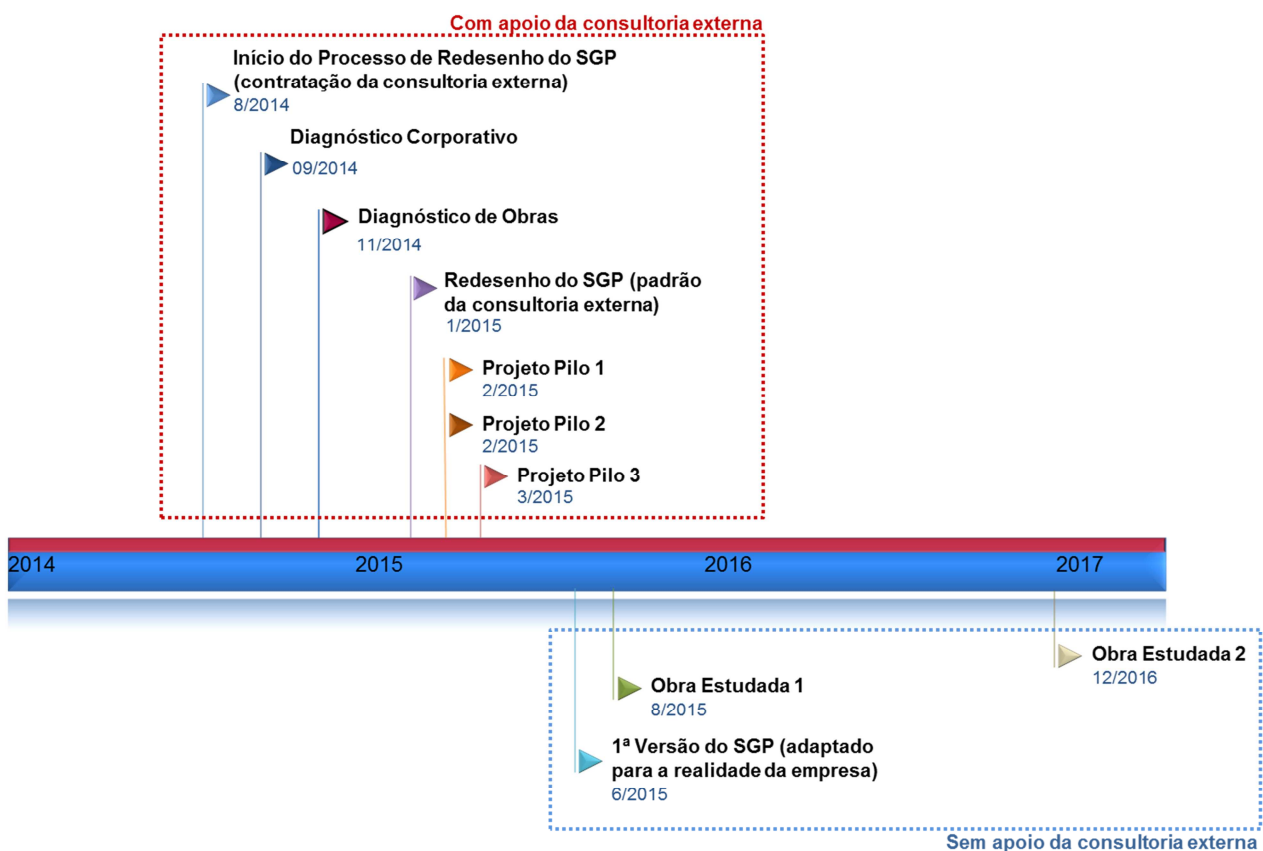 Com apoio da consultoria externa
Início do Processo de Redesenho do SGP
(contratação da consultoria externa)
8/2014
Diagnóstico Corporativo
09/2014
Diagnóstico de Obras
11/2014
Redesenho do SGP (padrão
da consultoria externa)
1/2015
Projeto Pilo 1
2/2015
Projeto Pilo 2
2/2015
Projeto Pilo 3
3/2015
2014
2015
2016
2017
Obra Estudada 2
12/2016
Obra Estudada 1
8/2015
1ª Versão do SGP (adaptado
para a realidade da empresa)
6/2015
Sem apoio da consultoria externa